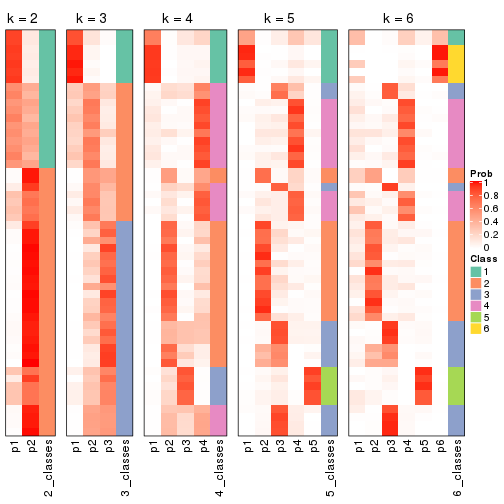 k = 2
k = 3
k = 4
k = 5
k = 6
Prob
1
0.8
0.6
0.4
0.2
0
Class
1
2
3
4
5
6
p1
p2
2_classes
p1
p2
p3
3_classes
p1
p2
p3
p4
4_classes
p1
p2
p3
p4
p5
5_classes
p1
p2
p3
p4
p5
p6
6_classes